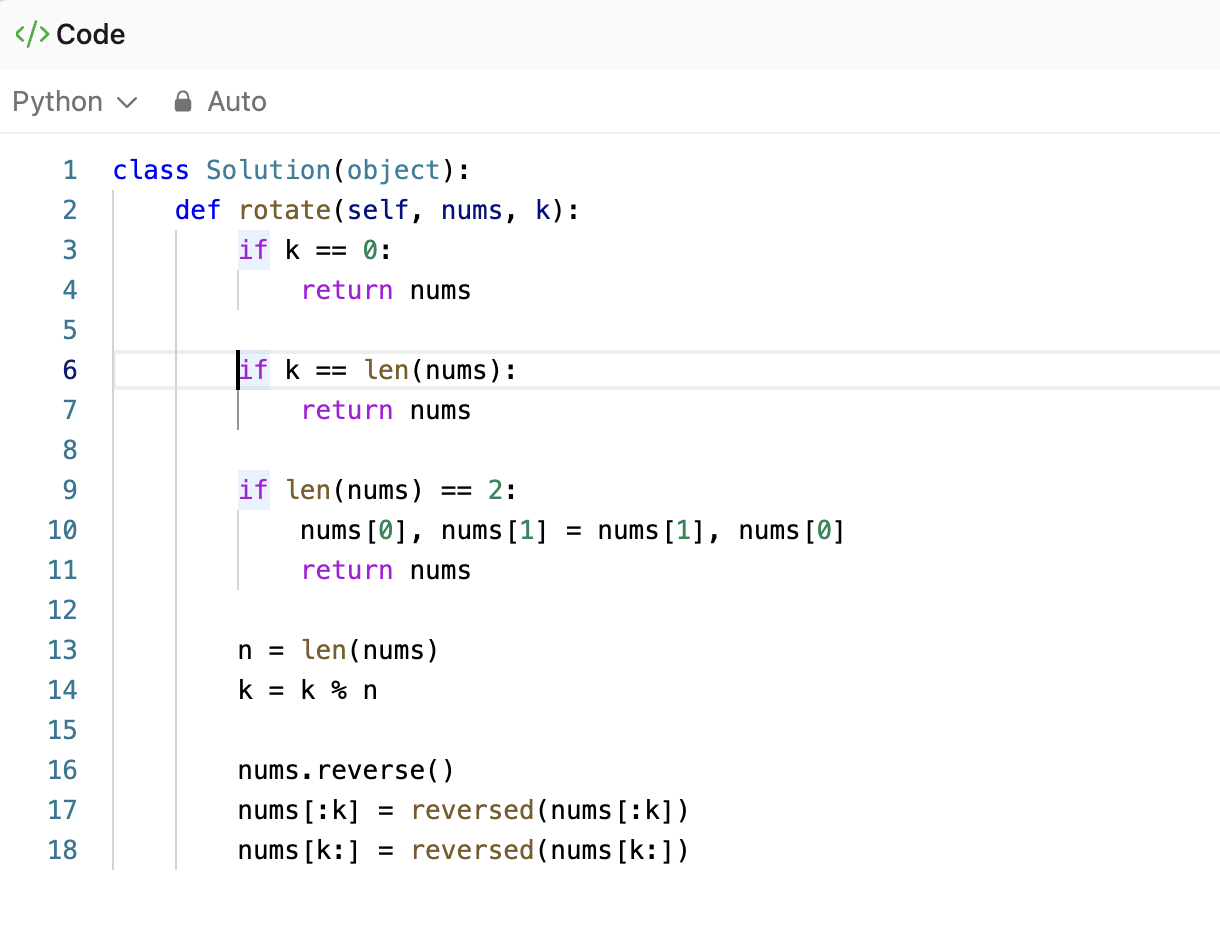 </> Code
Python Auto
1 class Solution(object):
2     def rotate(self, nums, k):
3         if k == 0:
4             return nums
5
6         if k == len(nums):
7             return nums
8
9         if len(nums) == 2:
10             nums[0], nums[1] = nums[1], nums[0]
11             return nums
12
13         n = len(nums)
14         k = k % n
15
16         nums.reverse()
17         nums[:k] = reversed(nums[:k])
18         nums[k:] = reversed(nums[k:])